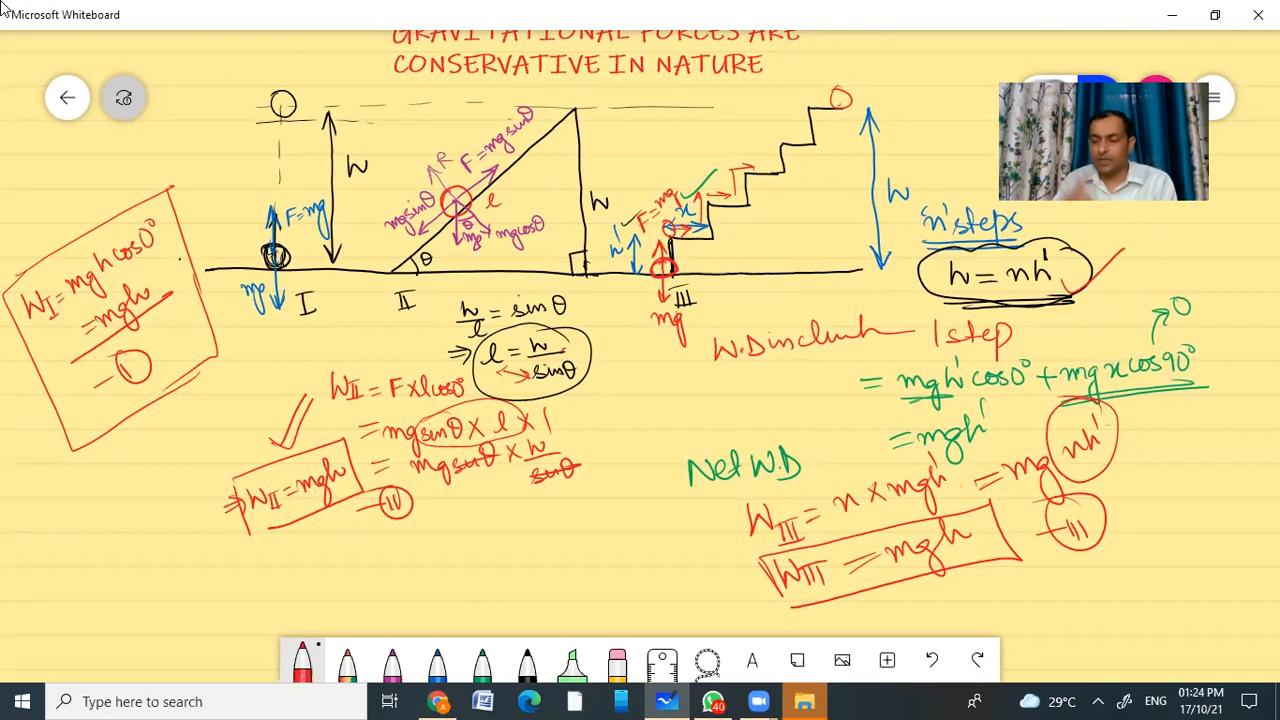 Microsoft Whiteboard
GRAVITATIONAL FORCES ARE
CONSERVATIVE IN NATURE
h
F=mg
mg
I
W_I = mgh cos0°
= mgh
— I
R
F=mg sinθ
l
mg sinθ
θ
mg
mg cosθ
θ
h
II
h/l = sinθ
⇒ l = h/sinθ
W_II = F×l cos0°
= mg sinθ × l × 1
= mg sinθ × h/sinθ
⇒ W_II = mgh
— II
F=mg
x
h'
mg
III
h
'n' steps
h = nh'
1 step
= mgh' cos0° + mg x cos90°
0
= mgh'
Net W.D
W_III = n × mgh' = mg nh'
W_III = mgh
— III
A
Type here to search
40
29°C
ENG
01:24 PM
17/10/21